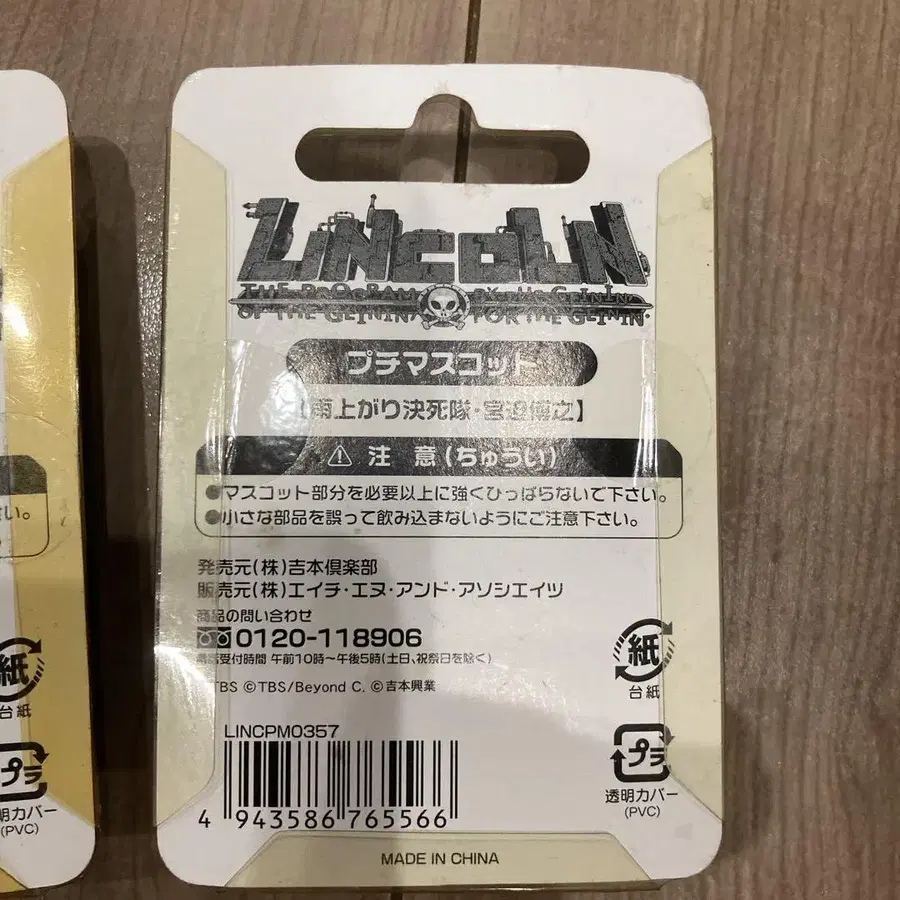 LINCOLN
THE PROGRAM BY THE GEININ
OF THE GEININ FOR THE GEININ
プチマスコット
【雨上がり決死隊・宮迫博之】
⚠ 注 意(ちゅうい)
●マスコット部分を必要以上に強くひっぱらないで下さい。
●小さな部品を誤って飲み込まないようにご注意下さい。
発売元(株)吉本倶楽部
販売元(株)エイチ・エヌ・アンド・アソシエイツ
商品の問い合わせ
0120-118906
電話受付時間 午前10時〜午後5時(土日、祝祭日を除く)
TBS ©TBS/Beyond C. ©吉本興業
LINCPM0357
4 943586 765566
紙
台紙
プラ
透明カバー
(PVC)
MADE IN CHINA
い。
紙
台紙
プラ
明カバー
(PVC)